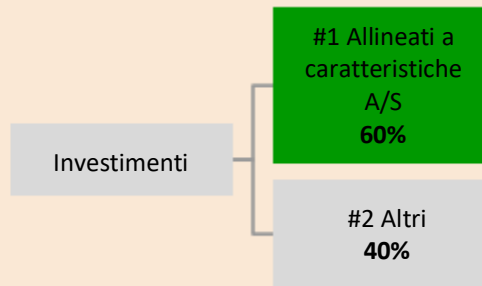 #1 Allineati a
caratteristiche
A/S
60%
Investimenti
#2 Altri
40%